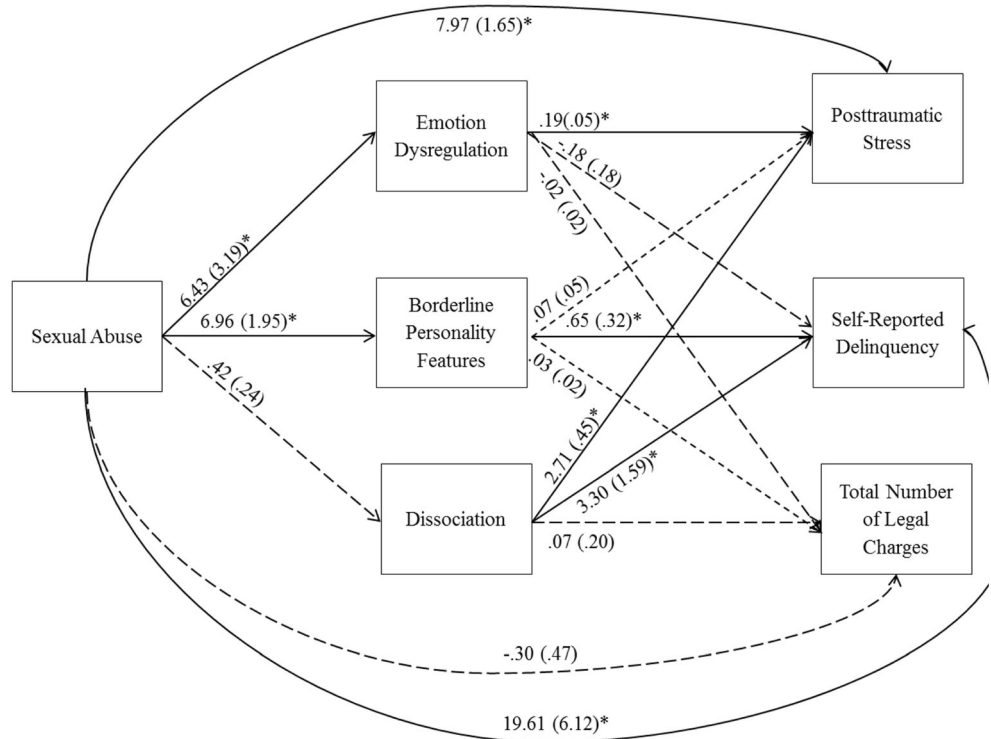 7.97 (1.65)*
Emotion
Dysregulation
Posttraumatic
Stress
.19(.05)*
-.18 (.18)
-.02 (.02)
6.43 (3.19)*
Sexual Abuse
6.96 (1.95)*
Borderline
Personality
Features
.07 (.05)
.65 (.32)*
.03 (.02)
Self-Reported
Delinquency
.42 (.24)
2.71 (.45)*
3.30 (1.59)*
Dissociation
.07 (.20)
Total Number
of Legal
Charges
-.30 (.47)
19.61 (6.12)*